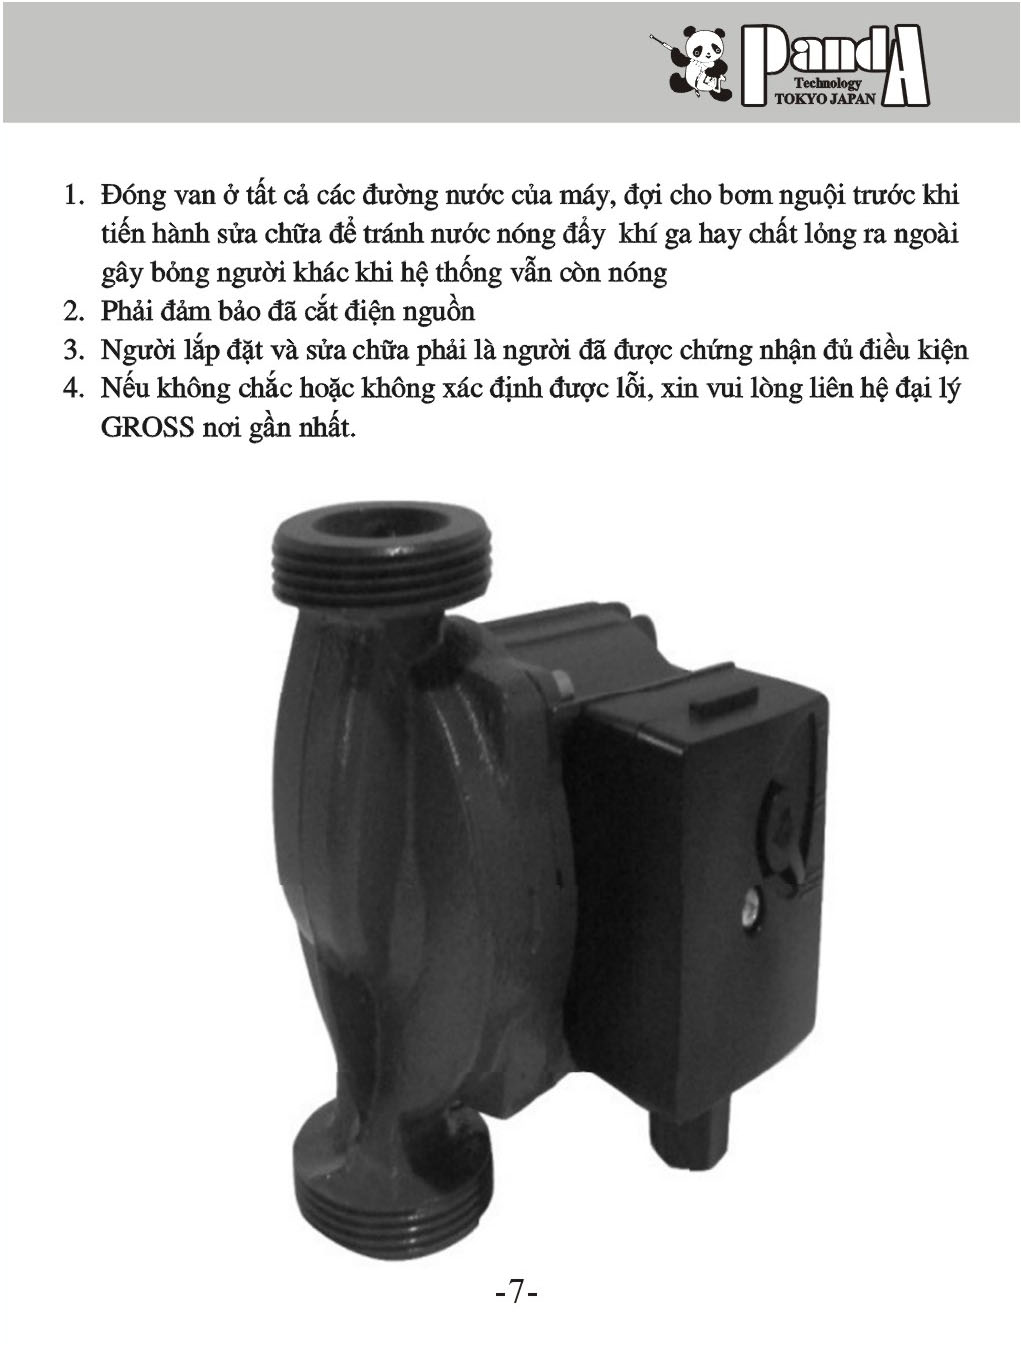 PandA
Technology
TOKYO JAPAN
1. Đóng van ở tất cả các đường nước của máy, đợi cho bơm nguội trước khi
tiến hành sửa chữa để tránh nước nóng đẩy khí ga hay chất lỏng ra ngoài
gây bỏng người khác khi hệ thống vẫn còn nóng
2. Phải đảm bảo đã cắt điện nguồn
3. Người lắp đặt và sửa chữa phải là người đã được chứng nhận đủ điều kiện
4. Nếu không chắc hoặc không xác định được lỗi, xin vui lòng liên hệ đại lý
GROSS nơi gần nhất.
-7-